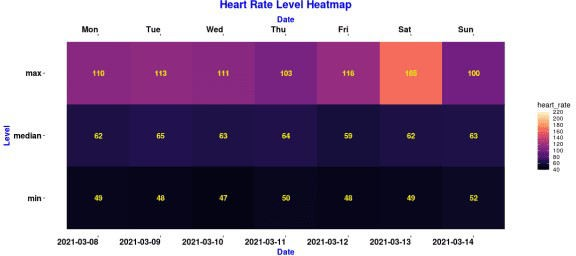 Heart Rate Level Heatmap
Date
Mon Tue Wed Thu Fri Sat Sun
max 110 113 111 103 116 165 100
median 62 65 63 64 59 62 63
min 49 48 47 50 48 49 52
Level
2021-03-08 2021-03-09 2021-03-10 2021-03-11 2021-03-12 2021-03-13 2021-03-14
Date
heart_rate
220
200
180
160
140
120
100
80
60
40